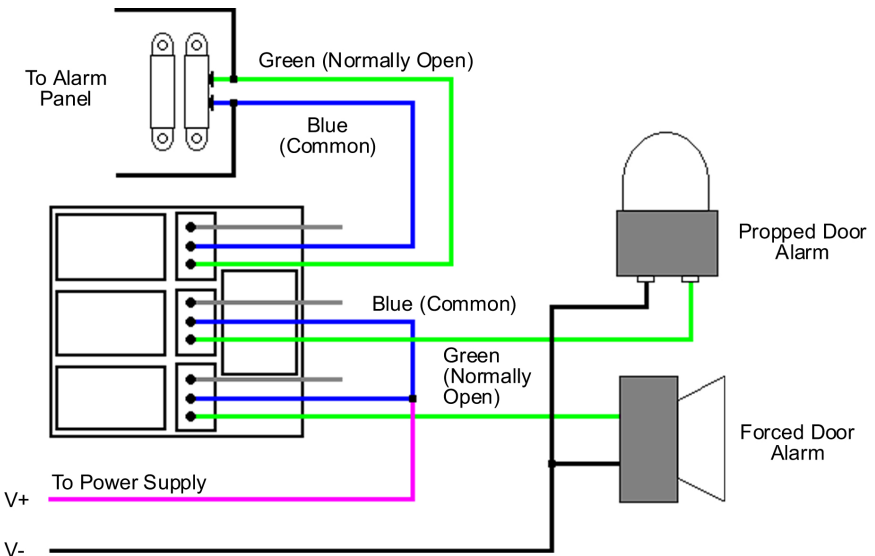 Green (Normally Open)
To Alarm
Panel
Blue
(Common)
Propped Door
Alarm
Blue (Common)
Green
(Normally
Open)
Forced Door
Alarm
To Power Supply
V+
V-